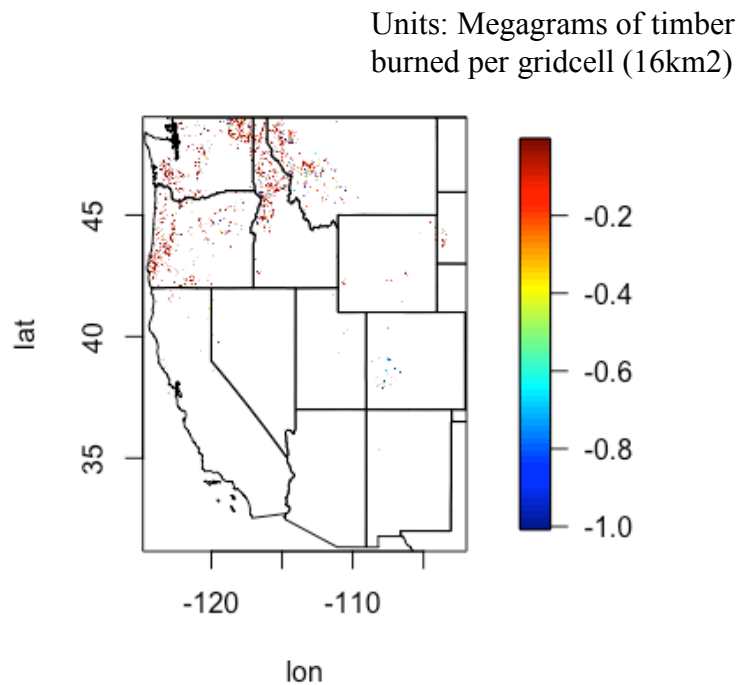 Units: Megagrams of timber
burned per gridcell (16km2)
45
40
35
lat
-120
-110
lon
-0.2
-0.4
-0.6
-0.8
-1.0